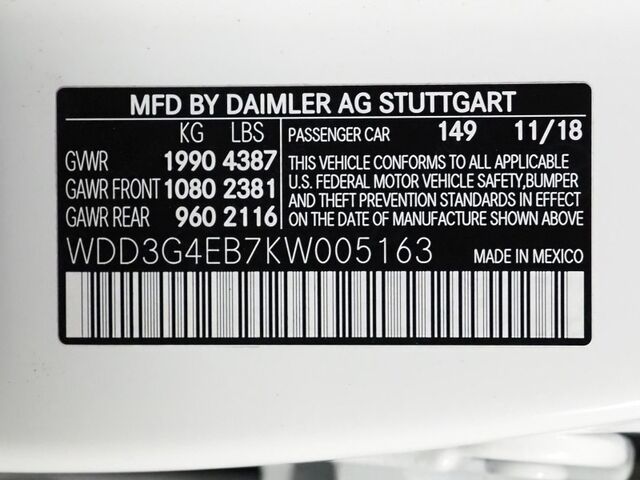 MFD BY DAIMLER AG STUTTGART
KG LBS
GVWR 1990 4387
GAWR FRONT 1080 2381
GAWR REAR 960 2116
PASSENGER CAR 149 11/18
THIS VEHICLE CONFORMS TO ALL APPLICABLE
U.S. FEDERAL MOTOR VEHICLE SAFETY,BUMPER
AND THEFT PREVENTION STANDARDS IN EFFECT
ON THE DATE OF MANUFACTURE SHOWN ABOVE
WDD3G4EB7KW005163
MADE IN MEXICO